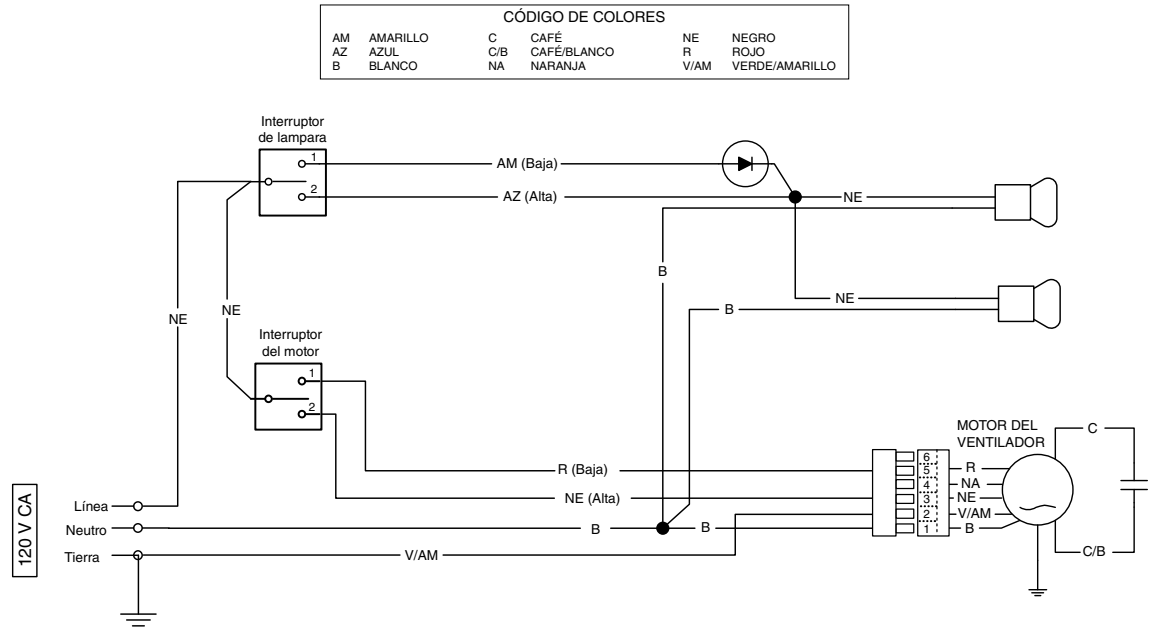 CÓDIGO DE COLORES
AM AMARILLO C CAFÉ NE NEGRO
AZ AZUL C/B CAFÉ/BLANCO R ROJO
B BLANCO NA NARANJA V/AM VERDE/AMARILLO
Interruptor
de lampara
1
AM (Baja)
2
AZ (Alta)
NE
B
NE
NE
NE
B
Interruptor
del motor
1
2
MOTOR DEL
VENTILADOR
C
R (Baja)
6
5
R
4
NA
NE (Alta)
3
NE
2
V/AM
1
B
120 V CA
Línea
Neutro
B
B
Tierra
V/AM
C/B